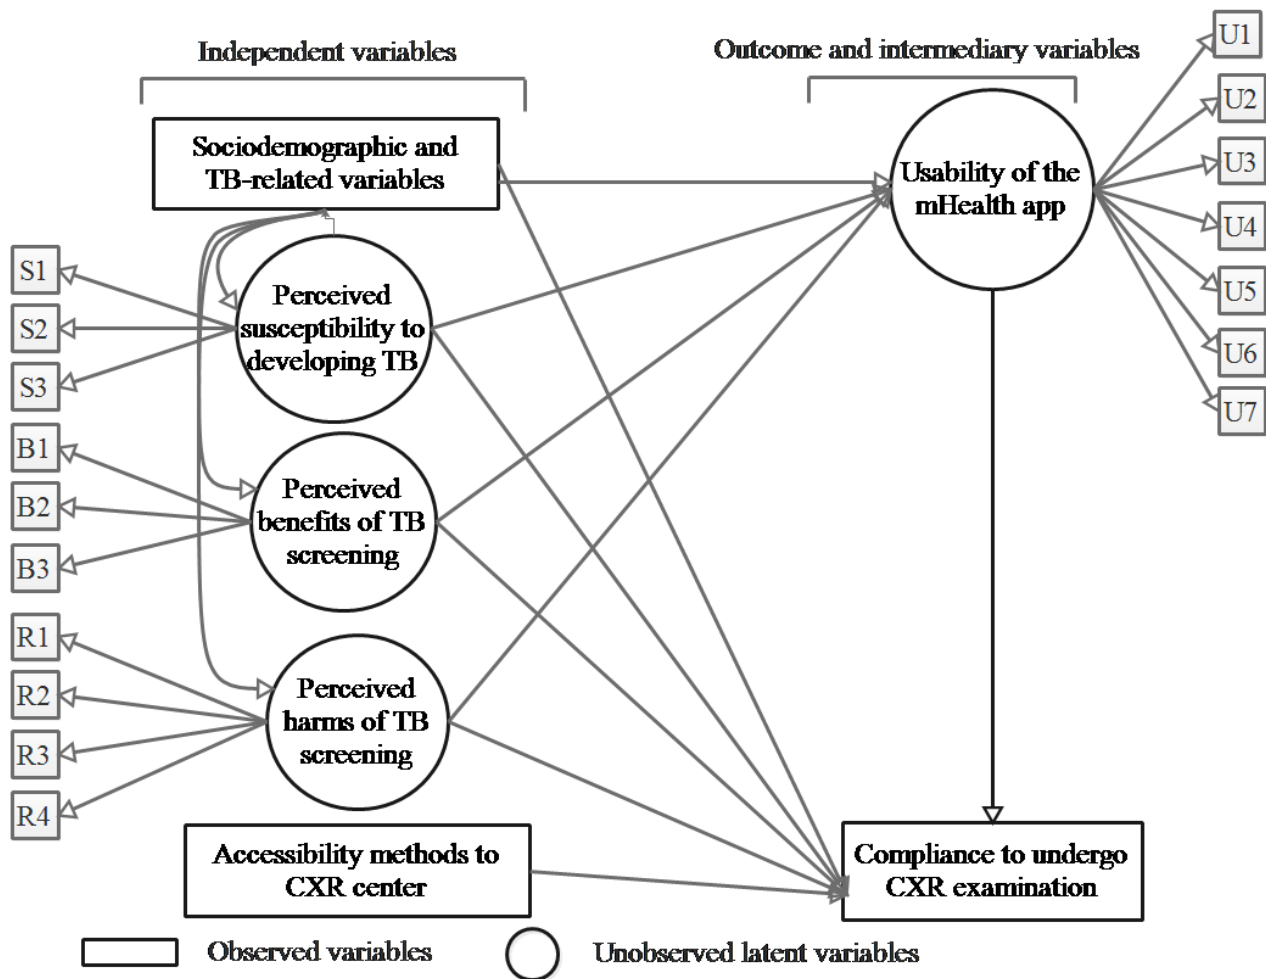 Independent variables
Outcome and intermediary variables
Sociodemographic and
TB-related variables
Usability of the
mHealth app
U1
U2
U3
U4
U5
U6
U7
S1
S2
S3
Perceived
susceptibility to
developing TB
B1
B2
B3
Perceived
benefits of TB
screening
R1
R2
R3
R4
Perceived
harms of TB
screening
Accessibility methods to
CXR center
Compliance to undergo
CXR examination
Observed variables
Unobserved latent variables